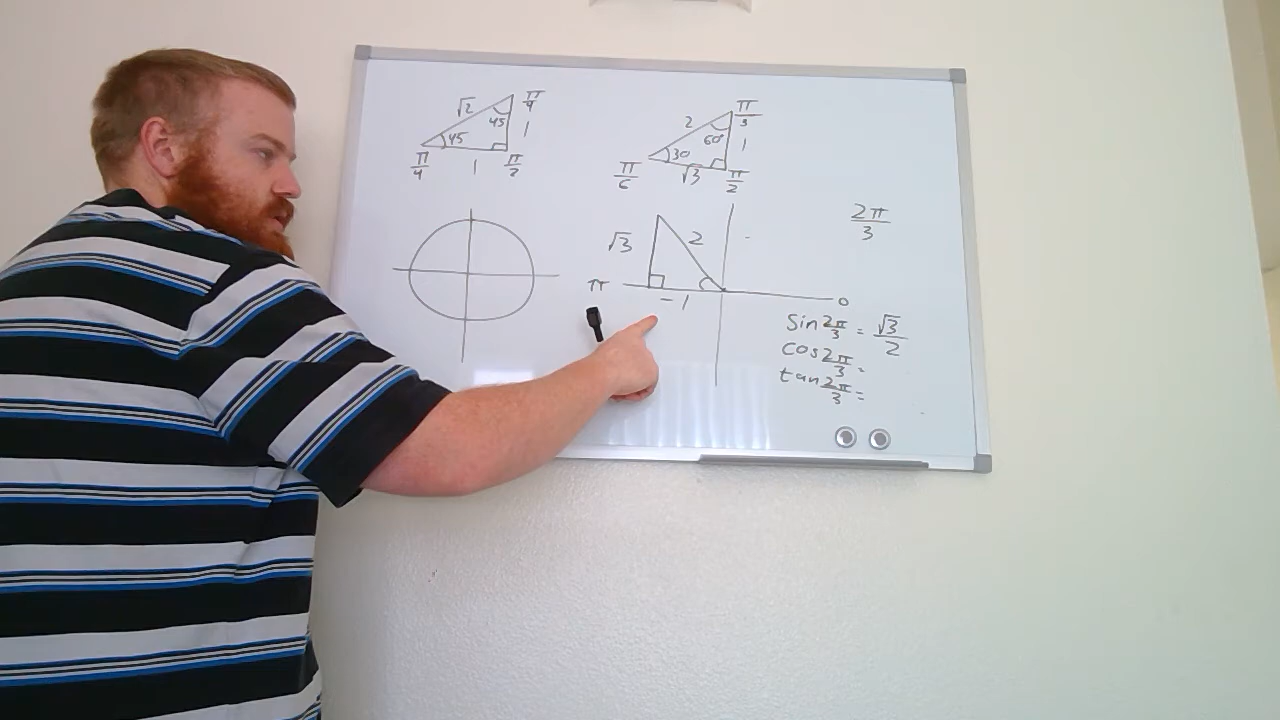 √2 π/4
45 1
45
π/4 1 π/2
2 π/3
60° 1
30
π/6 √3 π/2
2π/3
√3 2
π -1 0
sin 2π/3 = √3/2
cos 2π/3 =
tan 2π/3 =